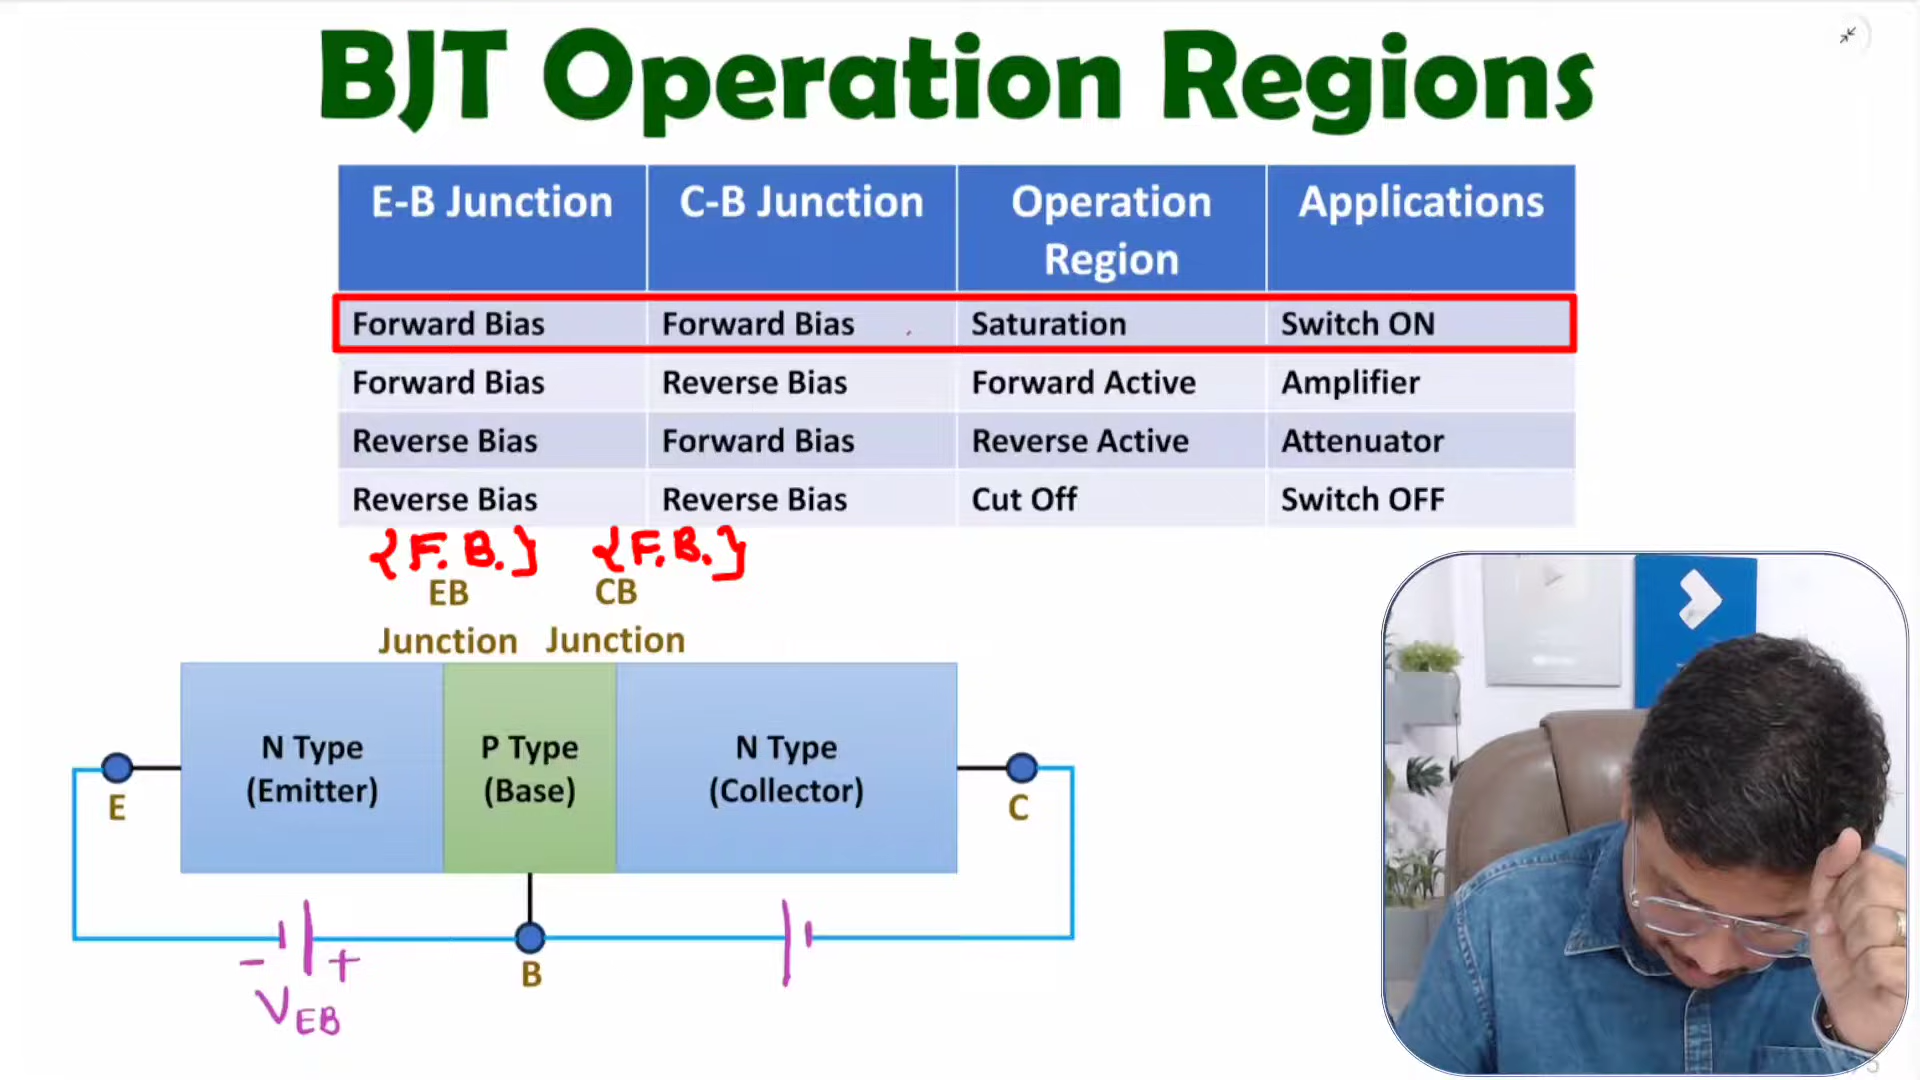 BJT Operation Regions
E-B Junction C-B Junction Operation Region Applications
Forward Bias Forward Bias Saturation Switch ON
Forward Bias Reverse Bias Forward Active Amplifier
Reverse Bias Forward Bias Reverse Active Attenuator
Reverse Bias Reverse Bias Cut Off Switch OFF
{F.B.} {F.B.}
EB CB
Junction Junction
N Type P Type N Type
(Emitter) (Base) (Collector)
E C
- +
B
VEB